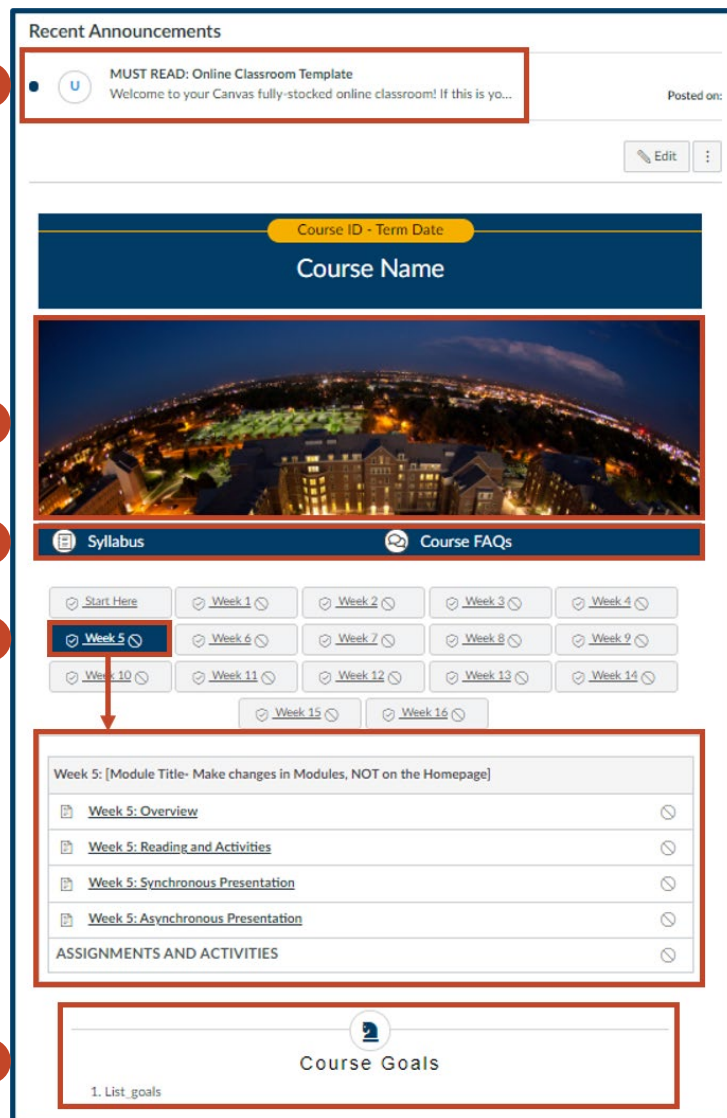 Recent Announcements
U
MUST READ: Online Classroom Template
Welcome to your Canvas fully-stocked online classroom! If this is yo...
Posted on:
Edit
Course ID - Term Date
Course Name
Syllabus
Course FAQs
Start Here
Week 1
Week 2
Week 3
Week 4
Week 5
Week 6
Week 7
Week 8
Week 9
Week 10
Week 11
Week 12
Week 13
Week 14
Week 15
Week 16
Week 5: [Module Title- Make changes in Modules, NOT on the Homepage]
Week 5: Overview
Week 5: Reading and Activities
Week 5: Synchronous Presentation
Week 5: Asynchronous Presentation
ASSIGNMENTS AND ACTIVITIES
Course Goals
1. List_goals